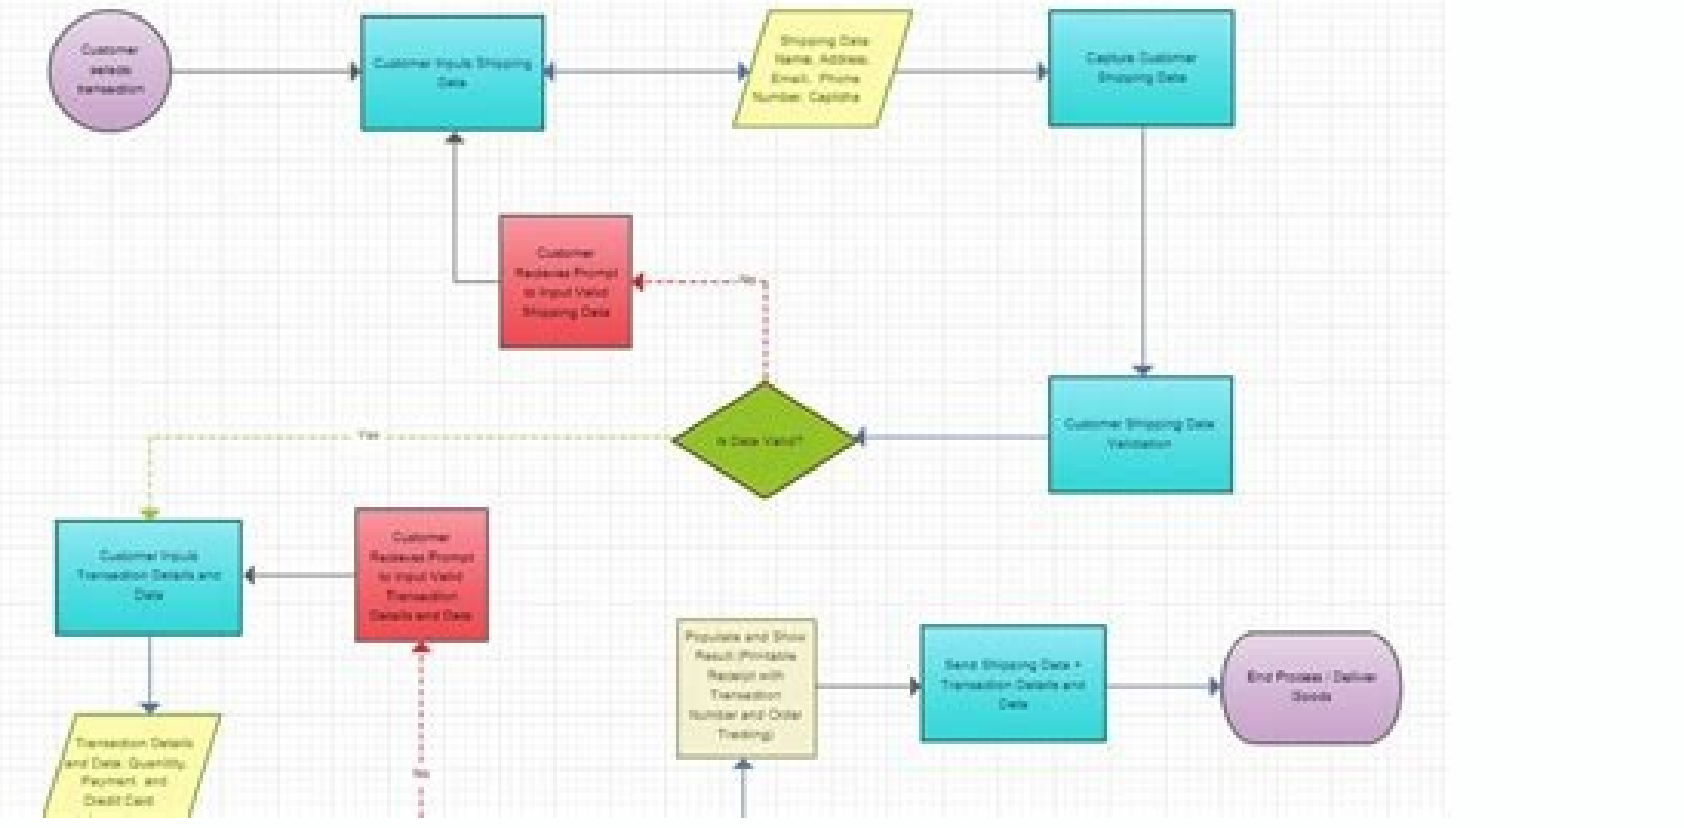 Customer
selects
transaction
Customer Inputs Shipping
Data
Shipping Data:
Name, Address,
Email, Phone
Number, Captcha
Capture Customer
Shipping Data
Customer
Recieves Prompt
to Input Valid
Shipping Data
No
Is Data Valid?
Customer Shipping Data
Validation
Yes
Customer Inputs
Transaction Details and
Data
Customer
Recieves Prompt
to Input Valid
Transaction
Details and Data
Populate and Show
Result (Printable
Receipt with
Transaction
Number and Order
Tracking)
Send Shipping Data +
Transaction Details and
Data
End Process / Deliver
Goods
Transaction Details
and Data: Quantity,
Payment, and
Credit Card
No